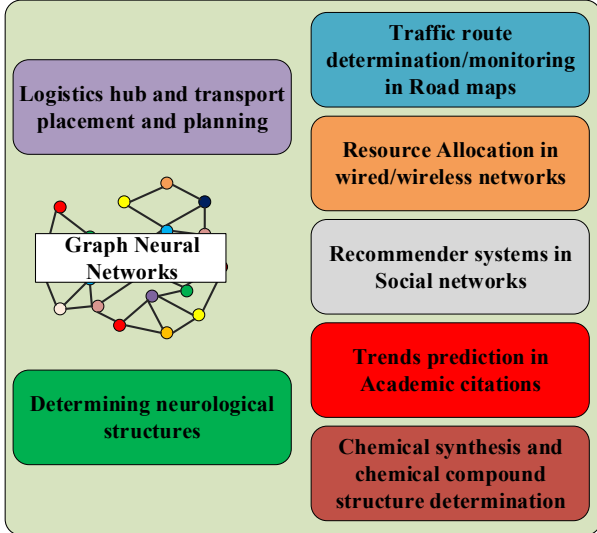 Logistics hub and transport
placement and planning
Graph Neural
Networks
Determining neurological
structures
Traffic route
determination/monitoring
in Road maps
Resource Allocation in
wired/wireless networks
Recommender systems in
Social networks
Trends prediction in
Academic citations
Chemical synthesis and
chemical compound
structure determination